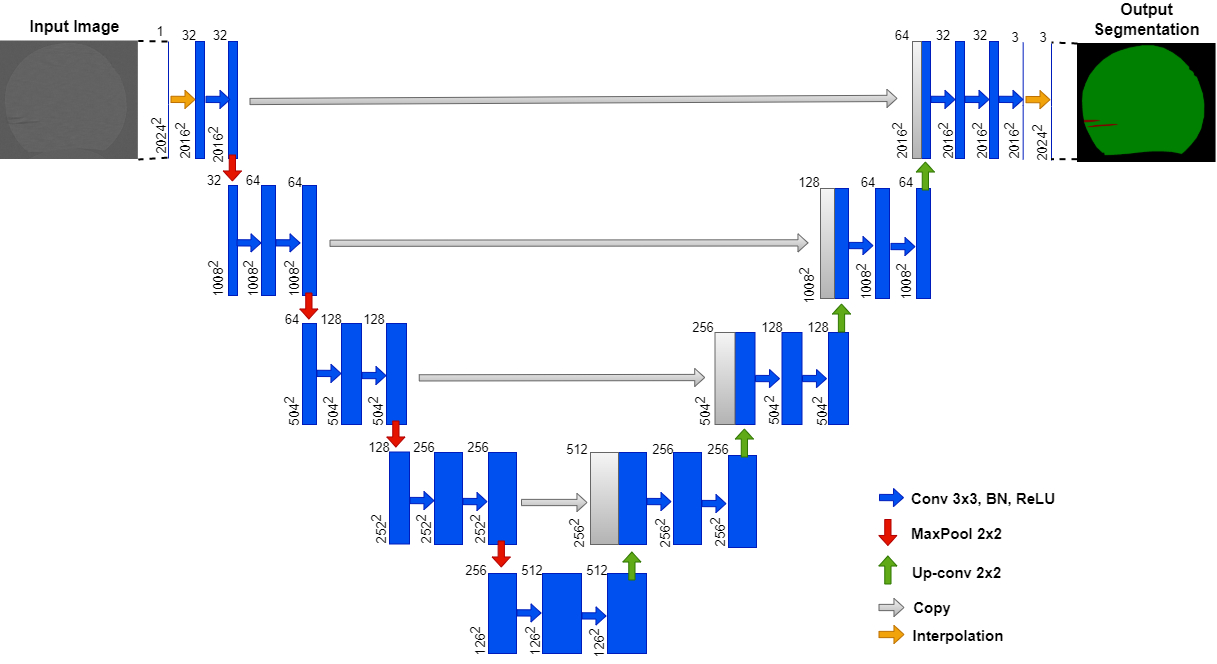 Input Image
Output
Segmentation
1 32 32
2024² 2016² 2016²
64 32 32 3 3
2016² 2016² 2016² 2016² 2024²
32 64 64
1008² 1008² 1008²
128 64 64
1008² 1008² 1008²
64 128 128
504² 504² 504²
256 128 128
504² 504² 504²
128 256 256
252² 252² 252²
512 256 256
256² 256² 256²
256 512 512
126² 126² 126²
Conv 3x3, BN, ReLU
MaxPool 2x2
Up-conv 2x2
Copy
Interpolation